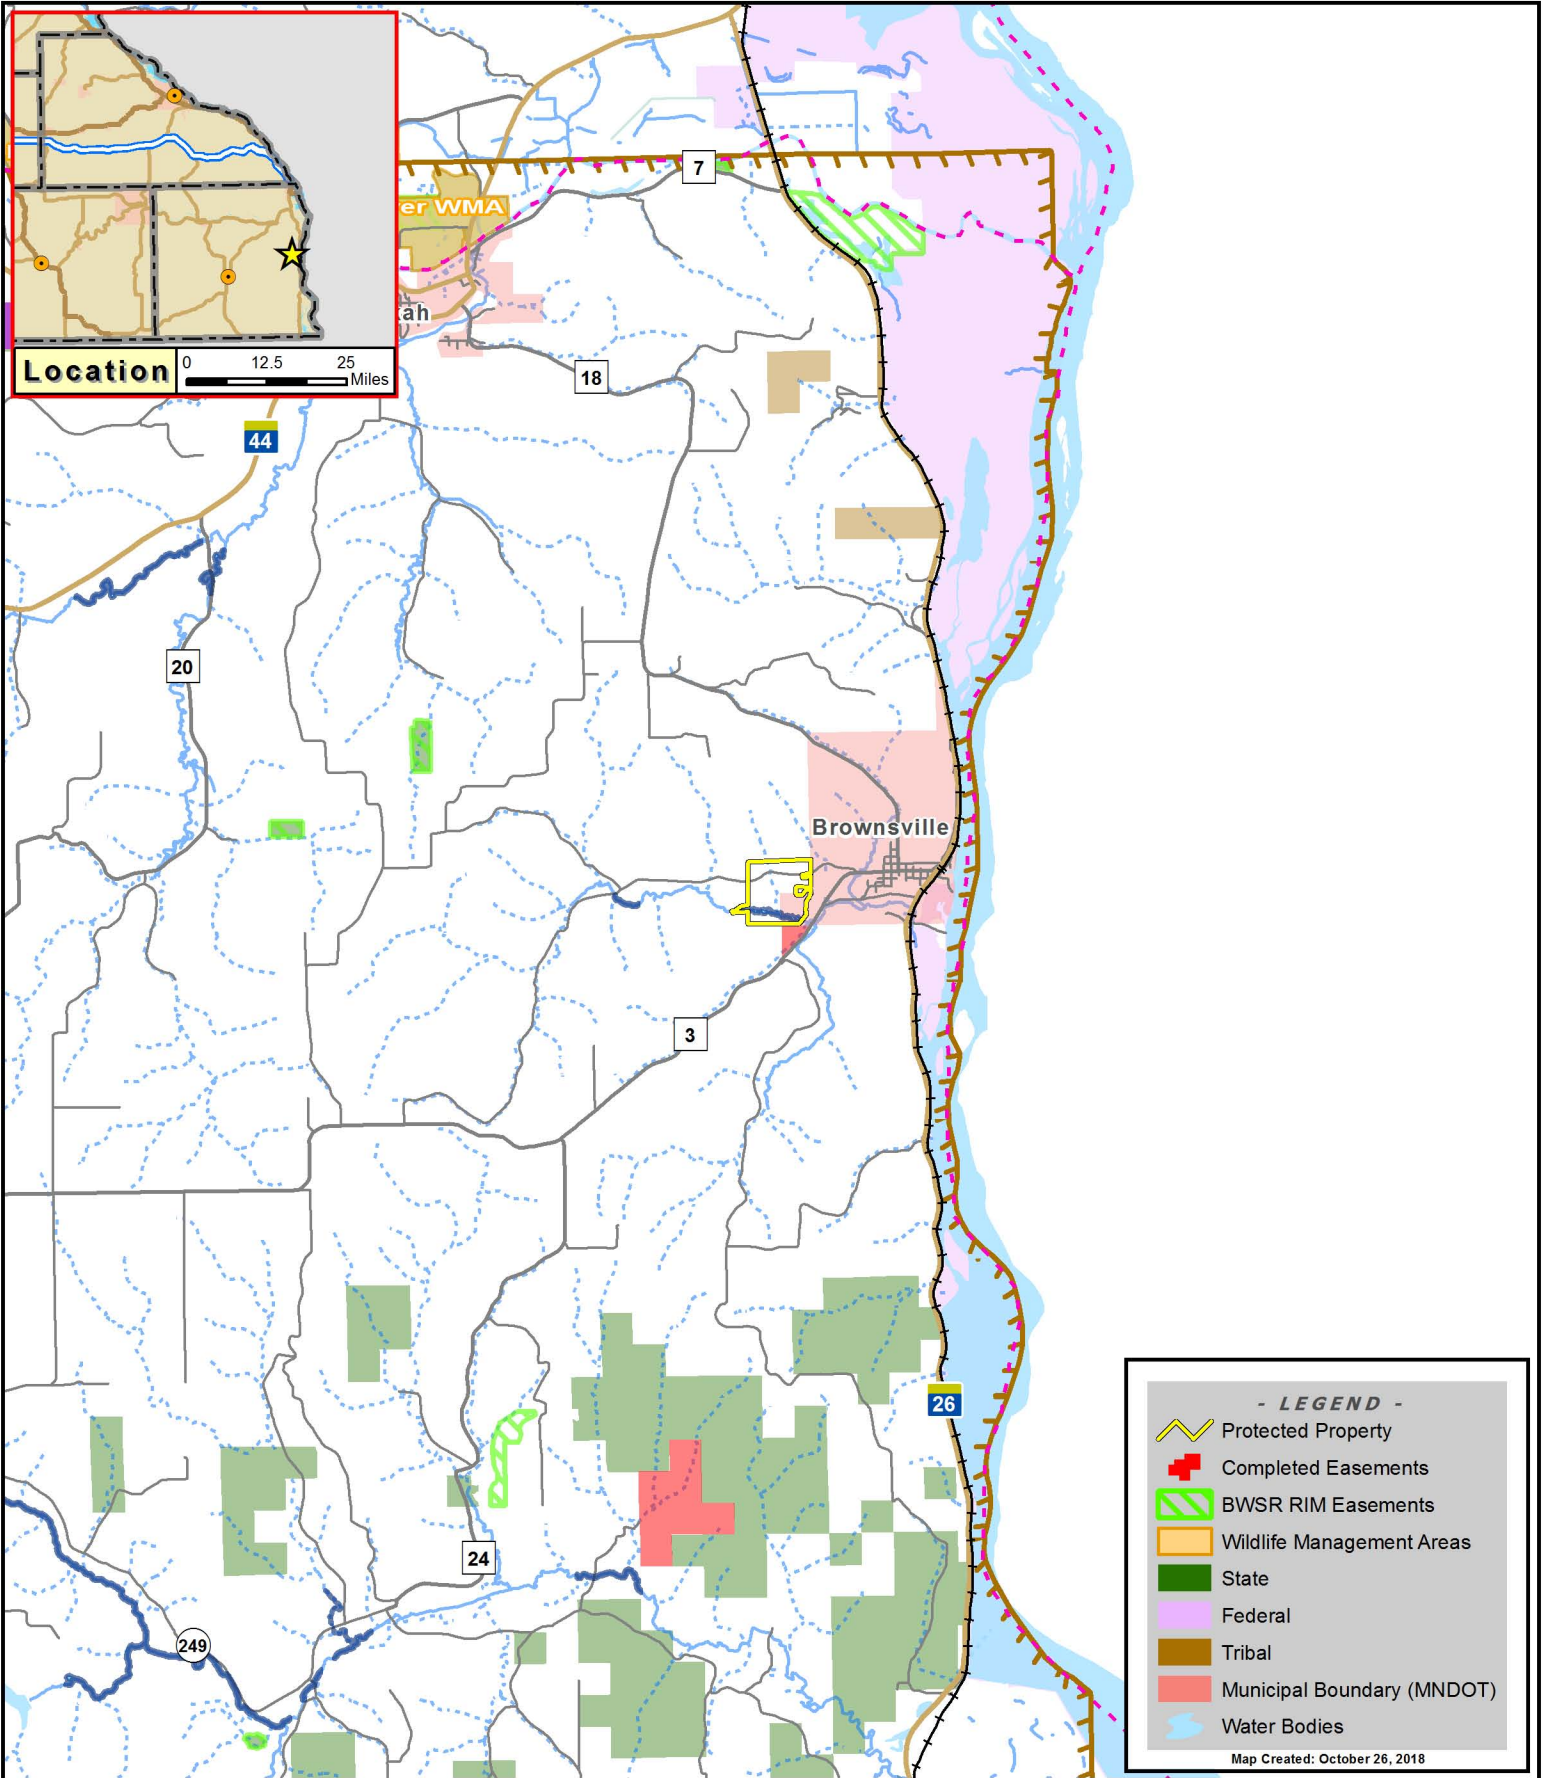 7
er WMA
kah
Location
0 12.5 25
Miles
18
44
20
Brownsville
3
26
24
249
- LEGEND -
Protected Property
Completed Easements
BWSR RIM Easements
Wildlife Management Areas
State
Federal
Tribal
Municipal Boundary (MNDOT)
Water Bodies
Map Created: October 26, 2018